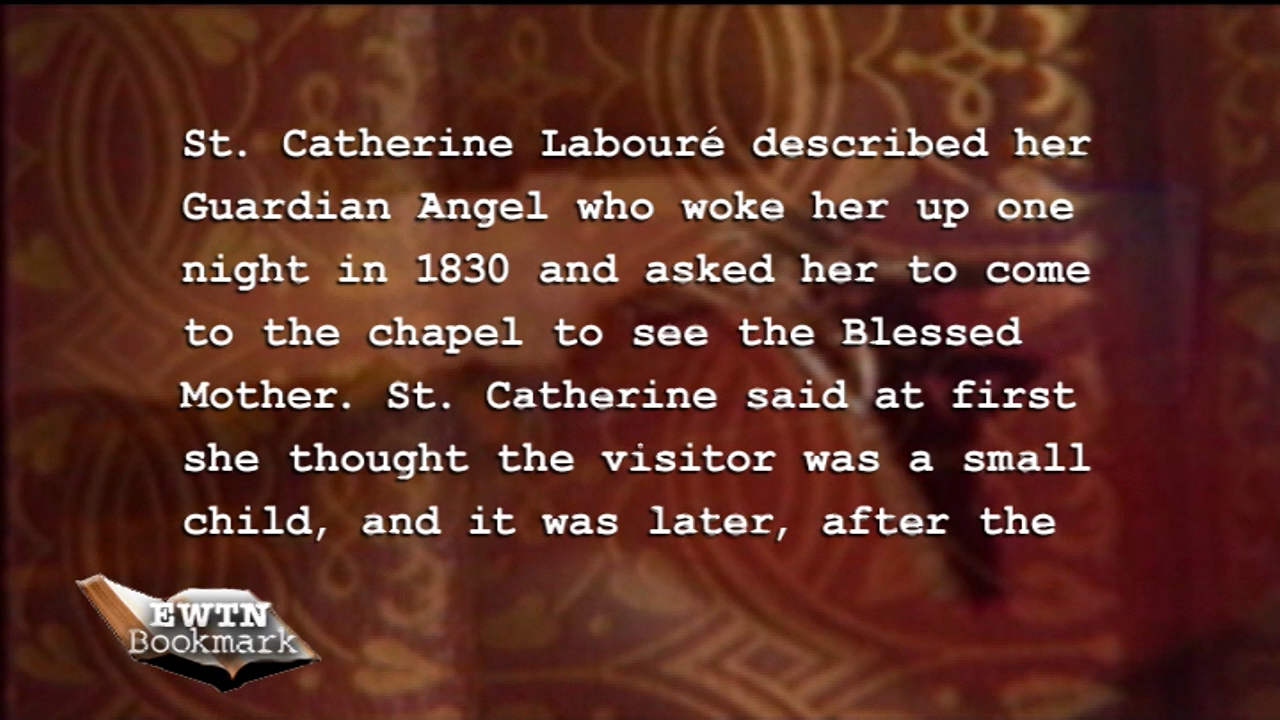 St. Catherine Labouré described her
Guardian Angel who woke her up one
night in 1830 and asked her to come
to the chapel to see the Blessed
Mother. St. Catherine said at first
she thought the visitor was a small
child, and it was later, after the
EWTN
Bookmark